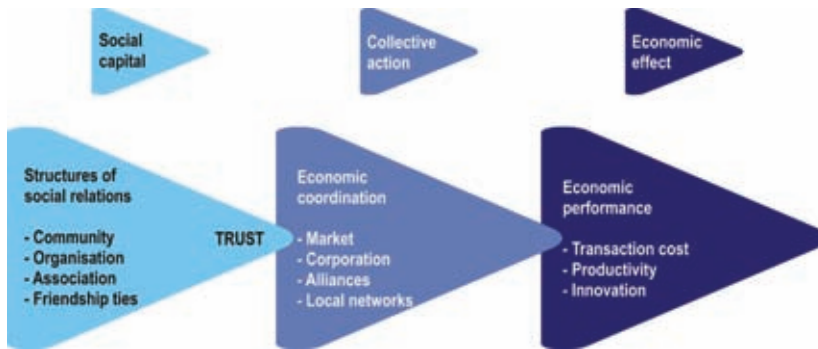 Social
capital
Collective
action
Economic
effect
Structures of
social relations
- Community
- Organisation
- Association
- Friendship ties
TRUST
Economic
coordination
- Market
- Corporation
- Alliances
- Local networks
Economic
performance
- Transaction cost
- Productivity
- Innovation